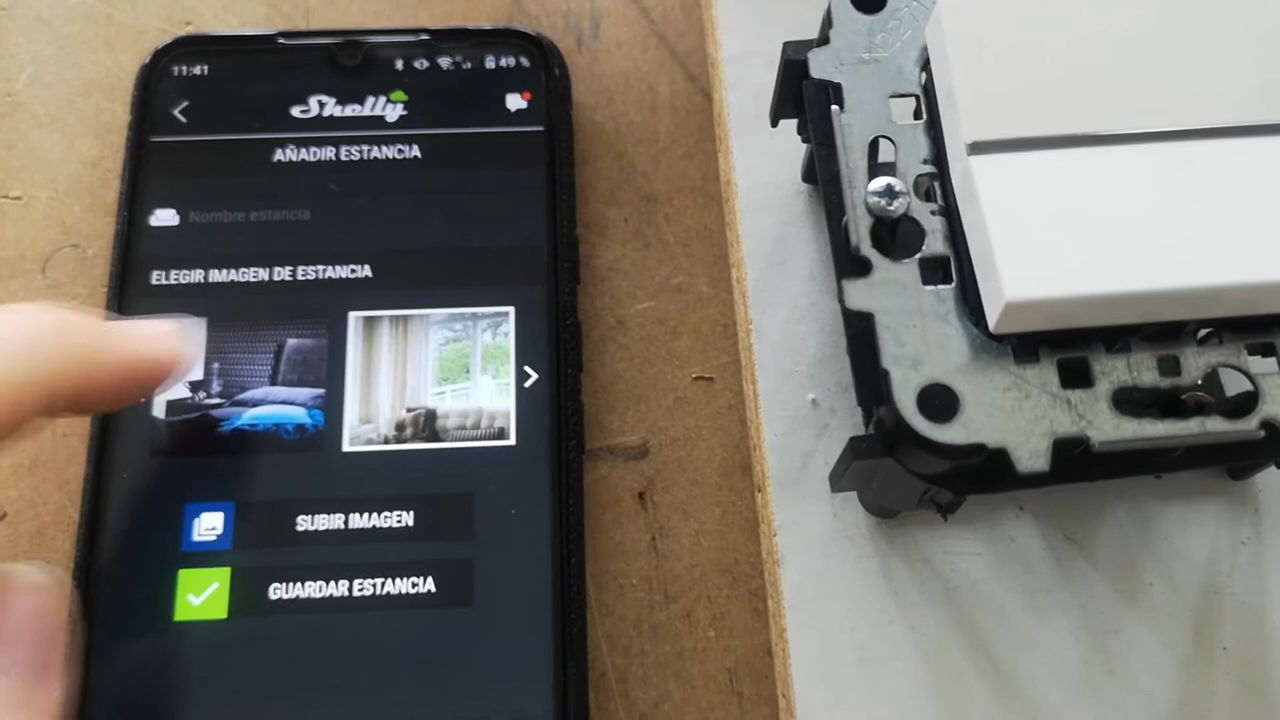 11:41
49 %
Shelly
AÑADIR ESTANCIA
Nombre estancia
ELEGIR IMAGEN DE ESTANCIA
SUBIR IMAGEN
GUARDAR ESTANCIA